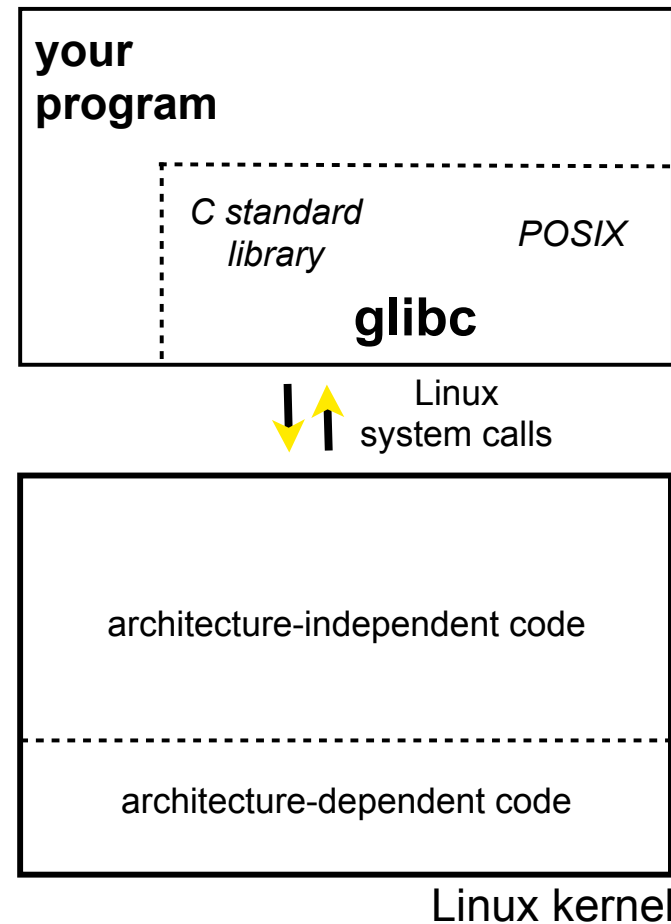 your
program
C standard
library
POSIX
glibc
Linux
system calls
architecture-independent code
architecture-dependent code
Linux kernel